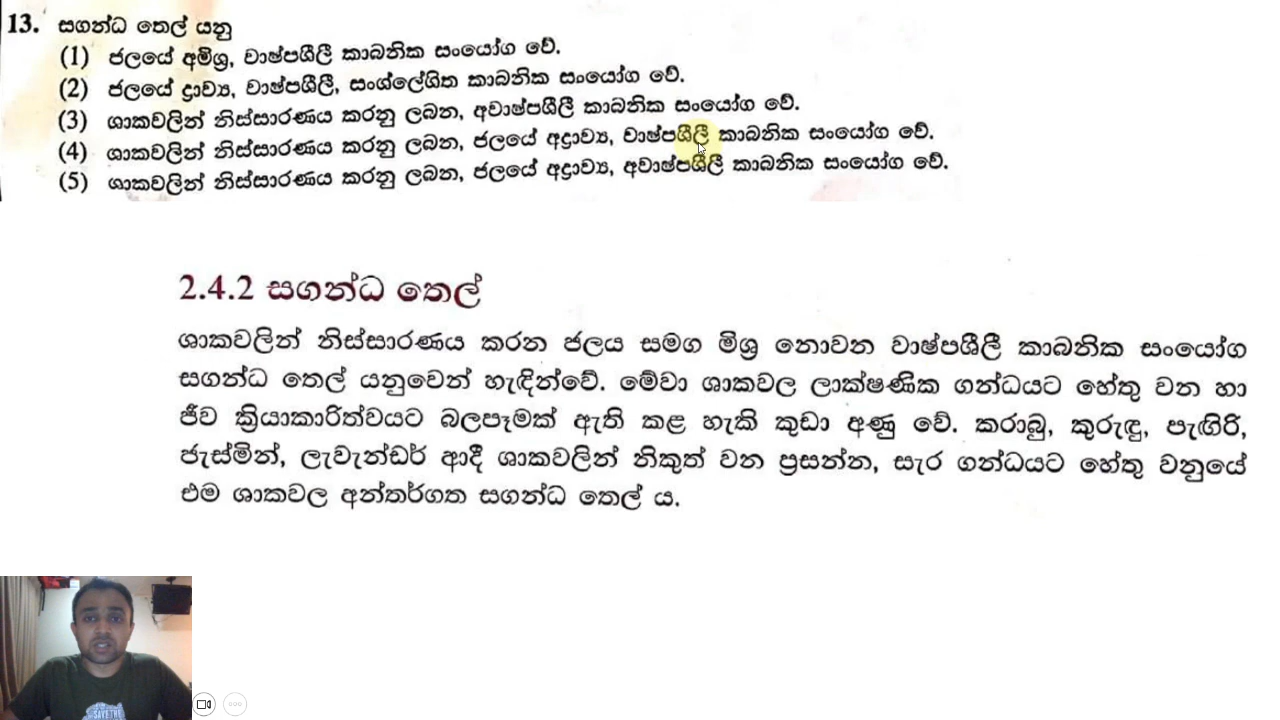 13. සගන්ධ තෙල් යනු
(1) ජලයේ අමිශ්‍ර, වාෂ්පශීලී කාබනික සංයෝග වේ.
(2) ජලයේ ද්‍රාව්‍ය, වාෂ්පශීලී, සංශ්ලේශිත කාබනික සංයෝග වේ.
(3) ශාකවලින් නිස්සාරණය කරනු ලබන, අවාෂ්පශීලී කාබනික සංයෝග වේ.
(4) ශාකවලින් නිස්සාරණය කරනු ලබන, ජලයේ අද්‍රාව්‍ය, වාෂ්පශීලී කාබනික සංයෝග වේ.
(5) ශාකවලින් නිස්සාරණය කරනු ලබන, ජලයේ අද්‍රාව්‍ය, අවාෂ්පශීලී කාබනික සංයෝග වේ.
2.4.2 සගන්ධ තෙල්
ශාකවලින් නිස්සාරණය කරන ජලය සමග මිශ්‍ර නොවන වාෂ්පශීලී කාබනික සංයෝග
සගන්ධ තෙල් යනුවෙන් හැඳින්වේ. මේවා ශාකවල ලාක්ෂණික ගන්ධයට හේතු වන හා
ජීව ක්‍රියාකාරිත්වයට බලපෑමක් ඇති කළ හැකි කුඩා අණු වේ. කරාබු, කුරුඳු, පැඟිරි,
ජැස්මින්, ලැවැන්ඩර් ආදී ශාකවලින් නිකුත් වන ප්‍රසන්න, සැර ගන්ධයට හේතු වනුයේ
එම ශාකවල අන්තර්ගත සගන්ධ තෙල් ය.
SAVE THE